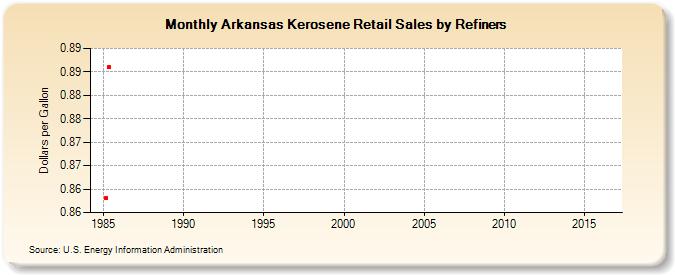 Monthly Arkansas Kerosene Retail Sales by Refiners
Dollars per Gallon
0.89
0.89
0.88
0.88
0.87
0.87
0.86
0.86
1985 1990 1995 2000 2005 2010 2015
Source: U.S. Energy Information Administration